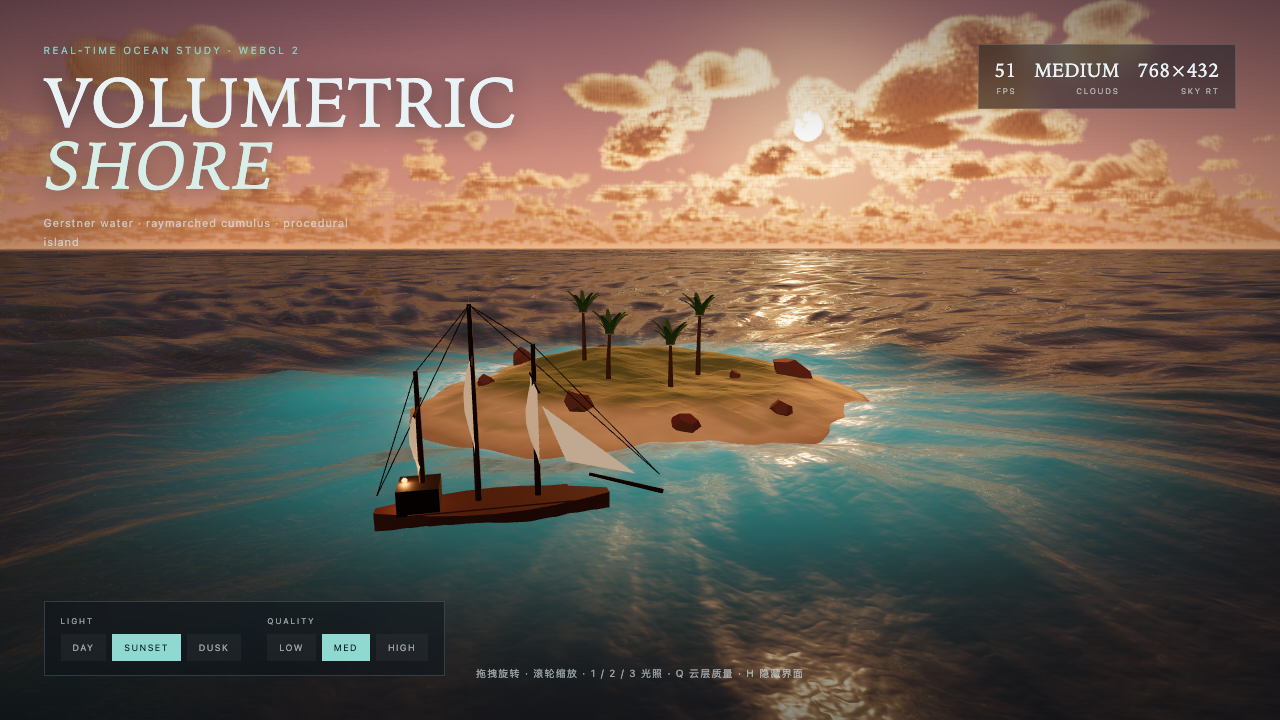 REAL-TIME OCEAN STUDY · WEBGL 2
VOLUMETRIC
SHORE
Gerstner water · raymarched cumulus · procedural
island
51 MEDIUM 768×432
FPS CLOUDS SKY RT
LIGHT QUALITY
DAY SUNSET DUSK LOW MED HIGH
拖拽旋转 · 滚轮缩放 · 1 / 2 / 3 光照 · Q 云层质量 · H 隐藏界面